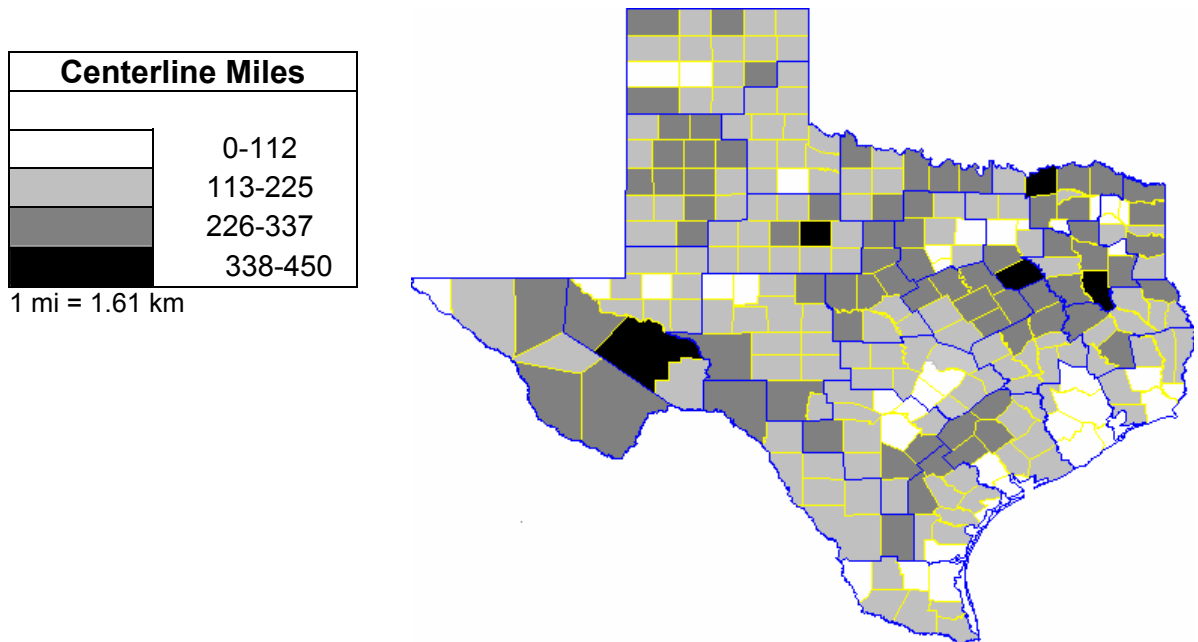 Centerline Miles
0-112
113-225
226-337
338-450
1 mi = 1.61 km